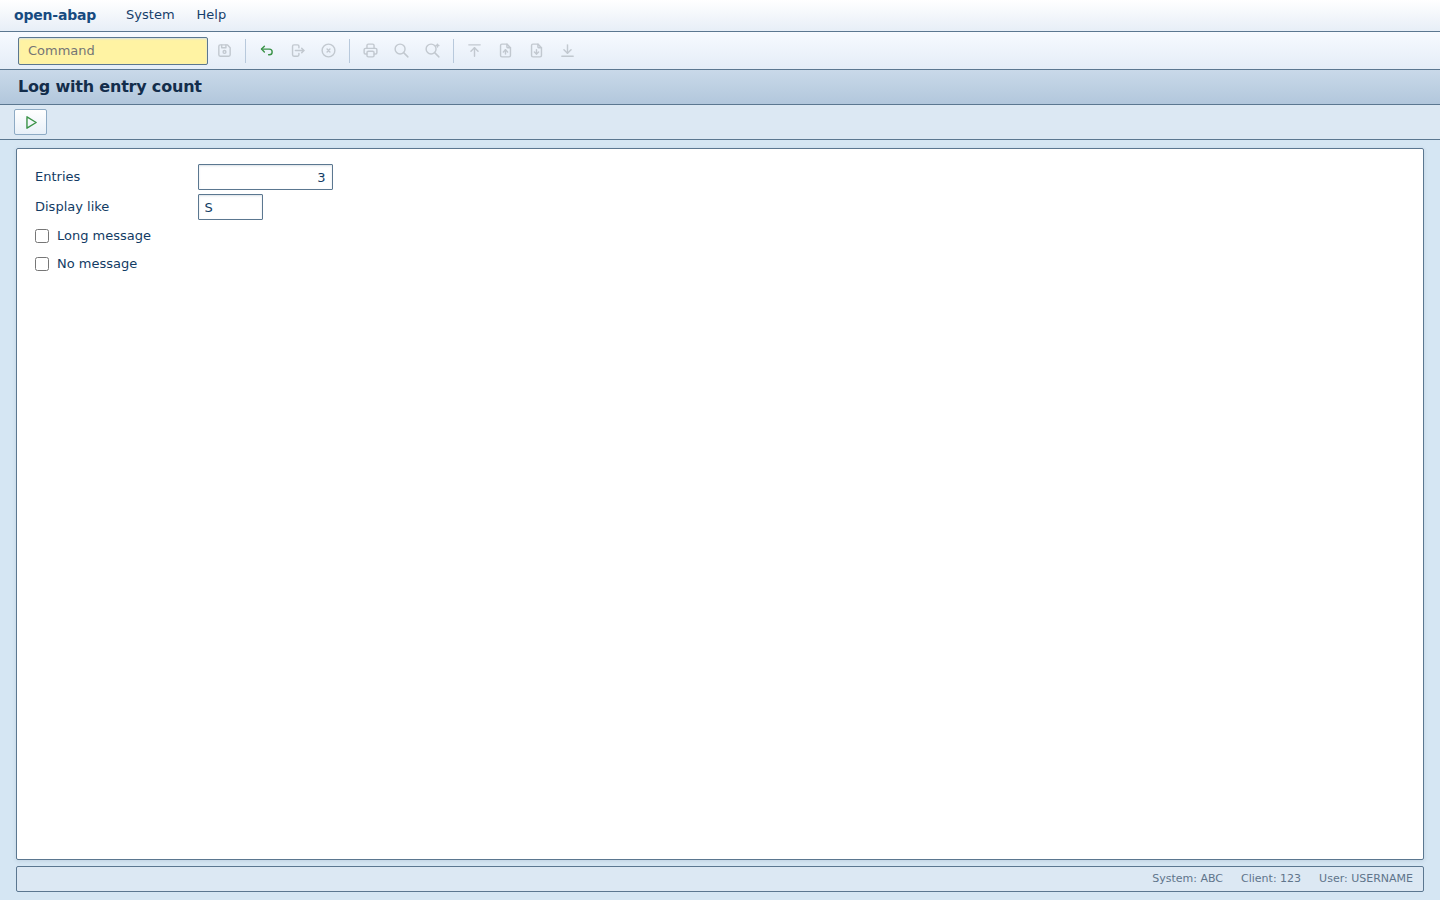 open-abap System Help
Command
Log with entry count
Entries 3
Display like S
Long message
No message
System: ABC Client: 123 User: USERNAME